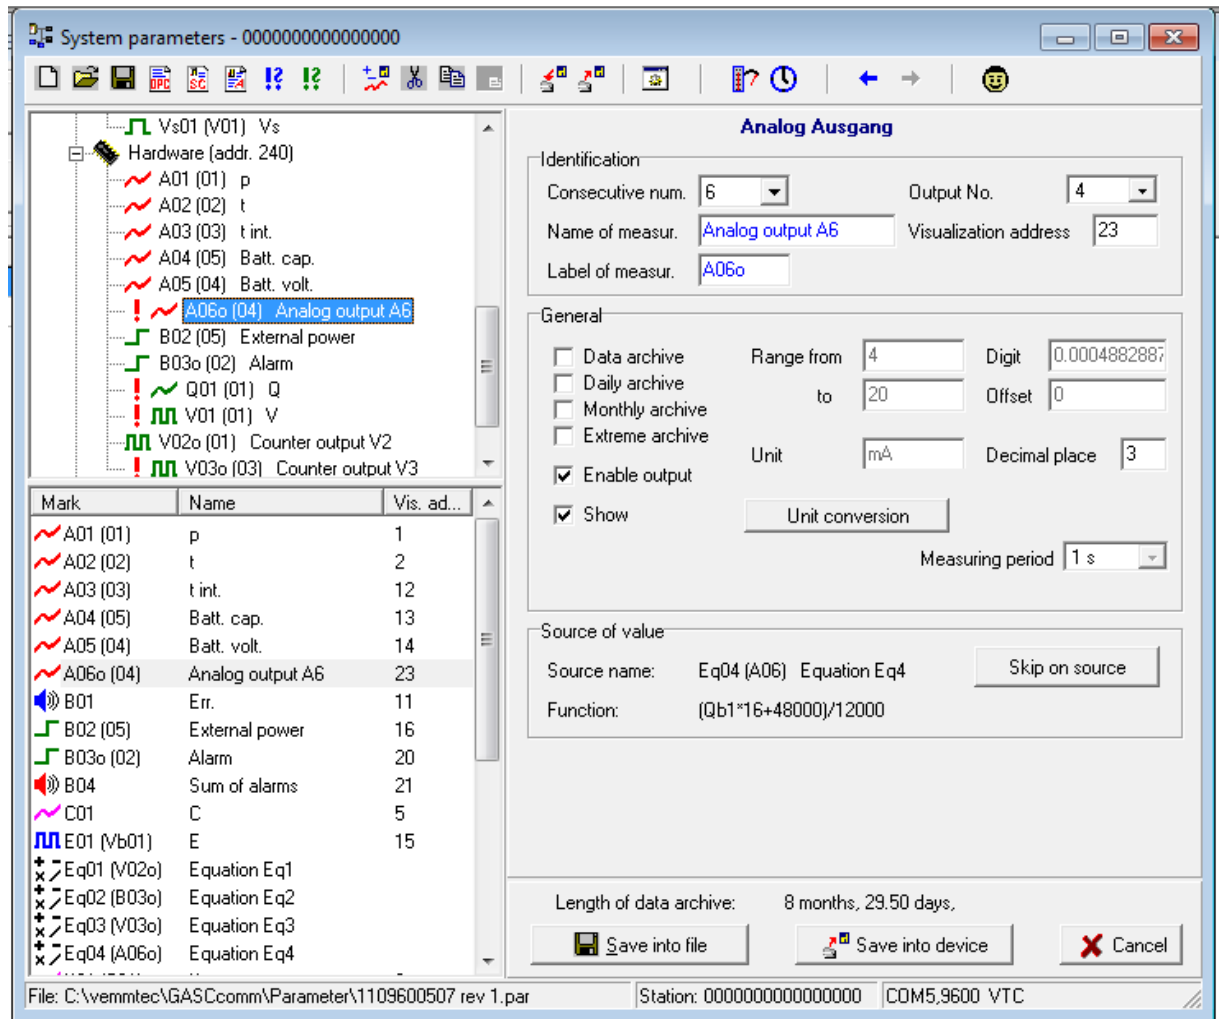 System parameters - 0000000000000000
Vs01 (V01) Vs
Hardware (addr. 240)
A01 (01) p
A02 (02) t
A03 (03) t int.
A04 (05) Batt. cap.
A05 (04) Batt. volt.
A06o (04) Analog output A6
B02 (05) External power
B03o (02) Alarm
Q01 (01) Q
V01 (01) V
V02o (01) Counter output V2
V03o (03) Counter output V3
Mark Name Vis. ad...
A01 (01) p 1
A02 (02) t 2
A03 (03) t int. 12
A04 (05) Batt. cap. 13
A05 (04) Batt. volt. 14
A06o (04) Analog output A6 23
B01 Err. 11
B02 (05) External power 16
B03o (02) Alarm 20
B04 Sum of alarms 21
C01 C 5
E01 (Vb01) E 15
Eq01 (V02o) Equation Eq1
Eq02 (B03o) Equation Eq2
Eq03 (V03o) Equation Eq3
Eq04 (A06o) Equation Eq4
Analog Ausgang
Identification
Consecutive num. 6 Output No. 4
Name of measur. Analog output A6 Visualization address 23
Label of measur. A06o
General
Data archive Range from 4 Digit 0.0004882887
Daily archive
to 20 Offset 0
Monthly archive
Extreme archive
Unit mA Decimal place 3
Enable output
Show Unit conversion
Measuring period 1 s
Source of value
Source name: Eq04 (A06) Equation Eq4 Skip on source
Function: (Qb1*16+48000)/12000
Length of data archive: 8 months, 29.50 days,
Save into file Save into device Cancel
File: C:\vemmtec\GASCcomm\Parameter\1109600507 rev 1.par Station: 0000000000000000 COM5,9600 VTC